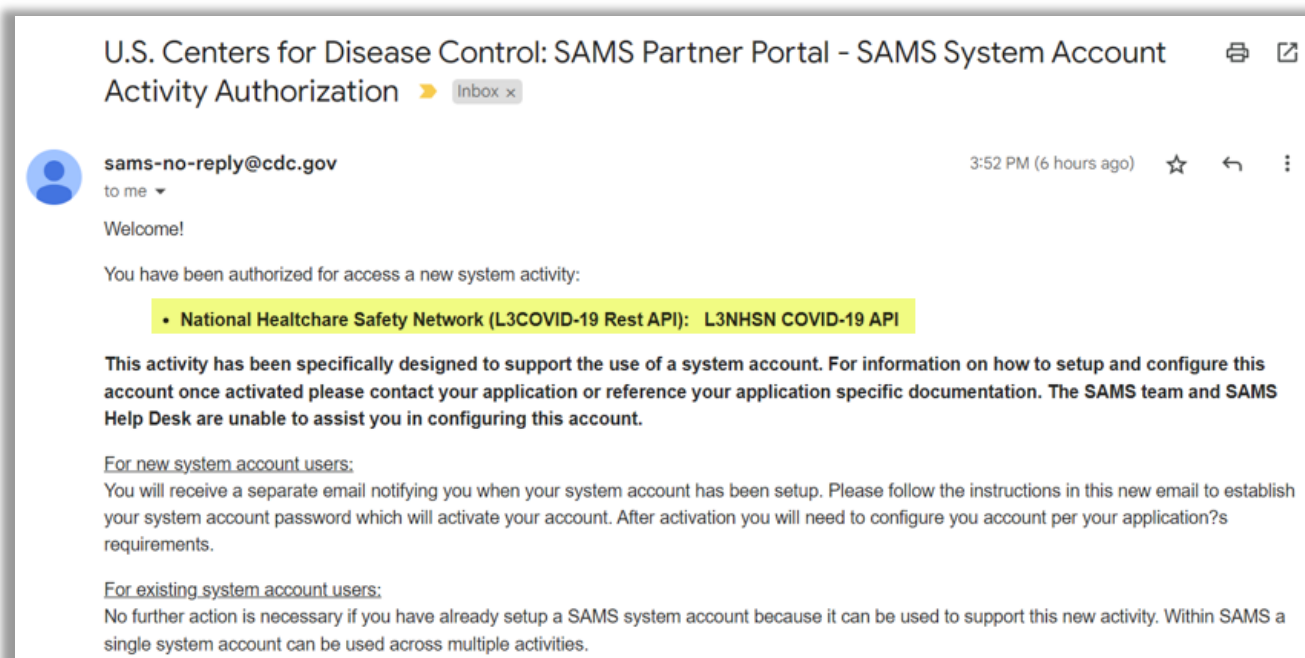 U.S. Centers for Disease Control: SAMS Partner Portal - SAMS System Account
Activity Authorization Inbox x
sams-no-reply@cdc.gov 3:52 PM (6 hours ago)
to me
Welcome!
You have been authorized for access a new system activity:
• National Healtchare Safety Network (L3COVID-19 Rest API): L3NHSN COVID-19 API
This activity has been specifically designed to support the use of a system account. For information on how to setup and configure this
account once activated please contact your application or reference your application specific documentation. The SAMS team and SAMS
Help Desk are unable to assist you in configuring this account.
For new system account users:
You will receive a separate email notifying you when your system account has been setup. Please follow the instructions in this new email to establish
your system account password which will activate your account. After activation you will need to configure you account per your application?s
requirements.
For existing system account users:
No further action is necessary if you have already setup a SAMS system account because it can be used to support this new activity. Within SAMS a
single system account can be used across multiple activities.